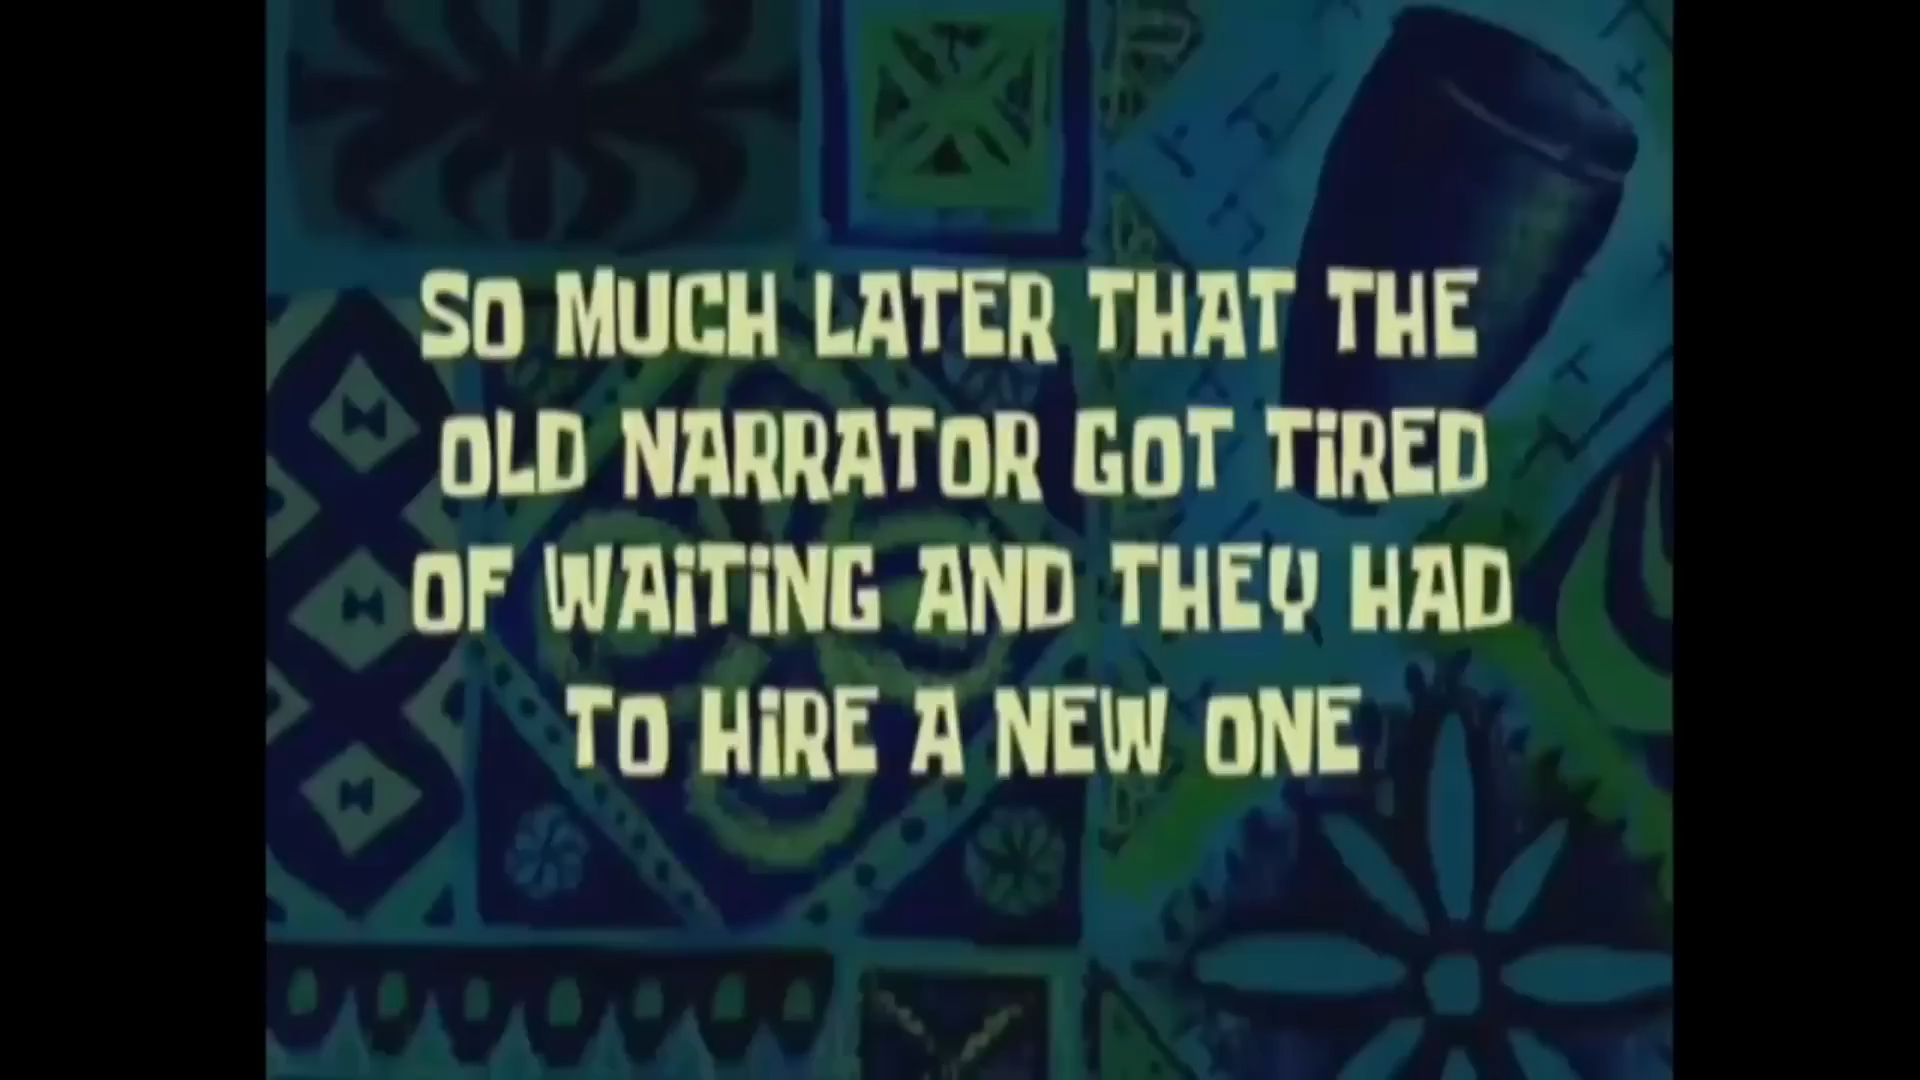 SO MUCH LATER THAT THE
OLD NARRATOR GOT TiRED
OF WAiTiNG AND THEY HAD
TO HiRE A NEW ONE